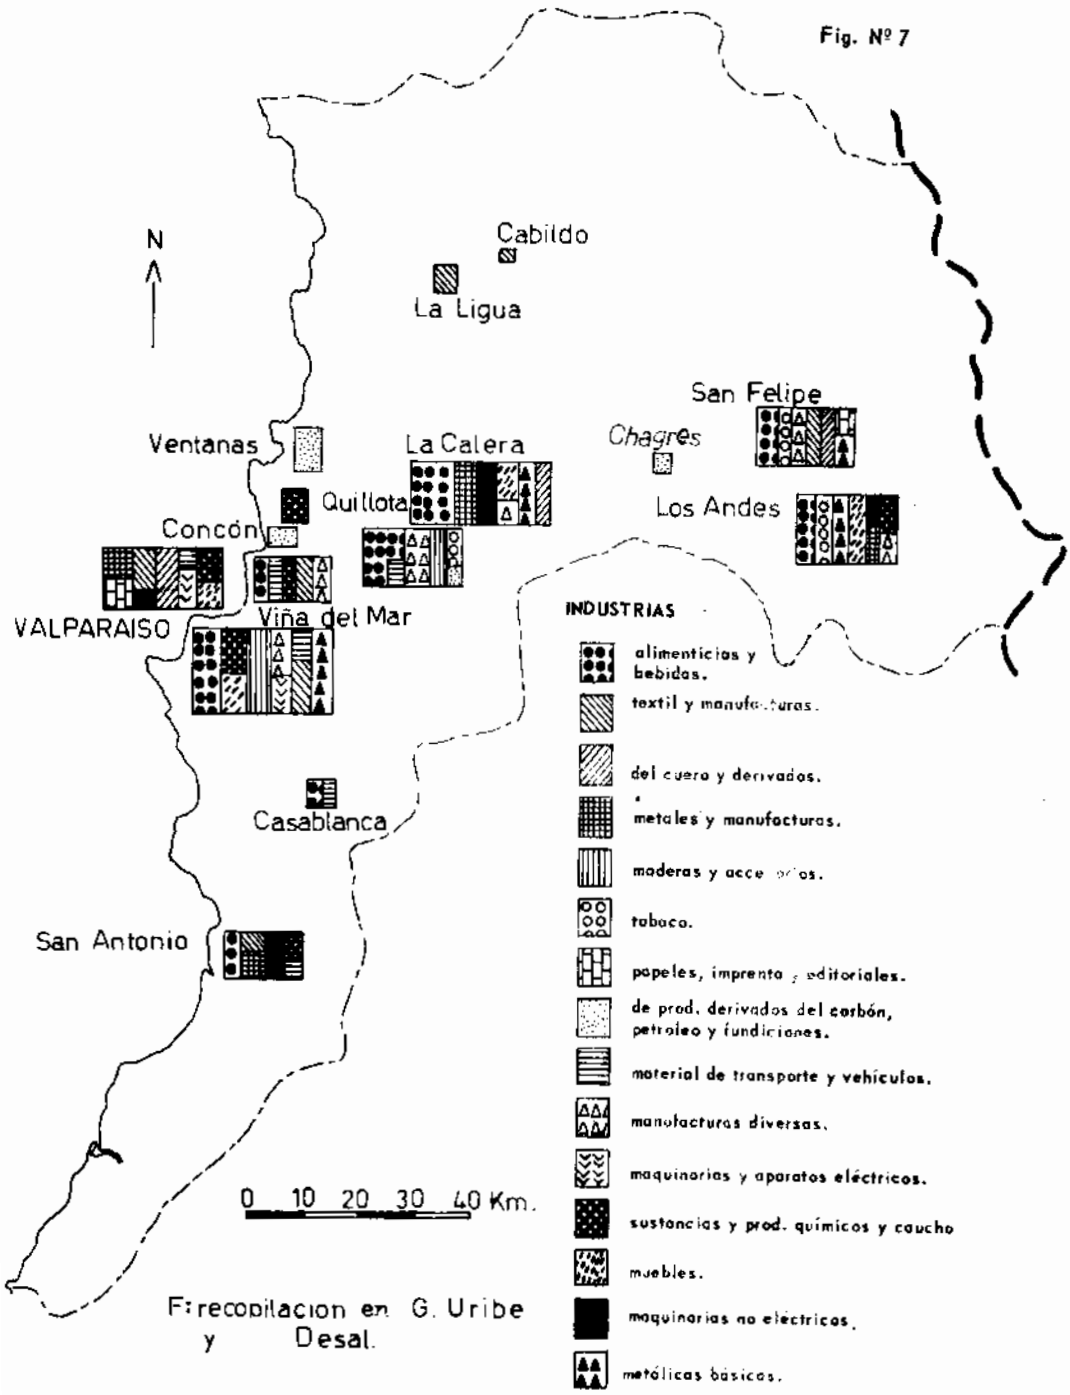 Fig. Nº 7
N
Cabildo
La Ligua
San Felipe
Chagres
Ventanas
La Calera
Quillota
Los Andes
Concón
Viña del Mar
VALPARAISO
Casablanca
San Antonio
INDUSTRIAS
alimenticias y
bebidas.
textil y
del cuero y derivados.
metales y manufacturas.
maderas y
tabaco.
papeles, imprenta y editoriales.
de prod. derivados del carbón,
petroleo y fundiciones.
material de transporte y vehículos.
manufacturas diversas.
maquinarias y aparatos eléctricos.
sustancias y prod. químicos y caucho
muebles.
maquinarias no eléctricas.
metálicas básicas.
0 10 20 30 40 Km.
F: recopilacion en G. Uribe
y Desal.